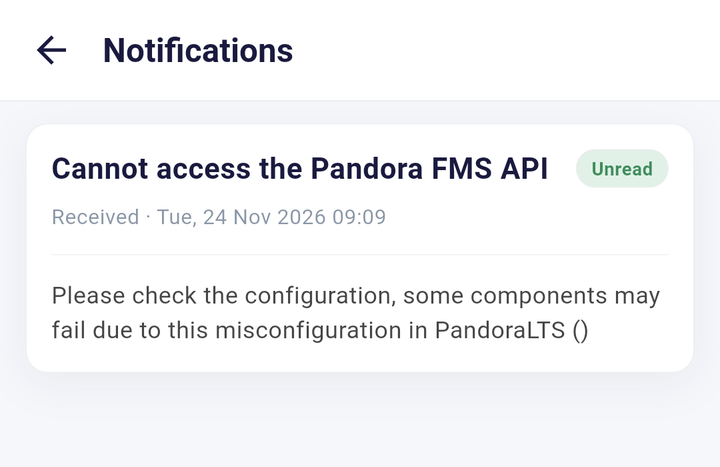 Notifications
Cannot access the Pandora FMS API
Unread
Received · Tue, 24 Nov 2026 09:09
Please check the configuration, some components may
fail due to this misconfiguration in PandoraLTS ()